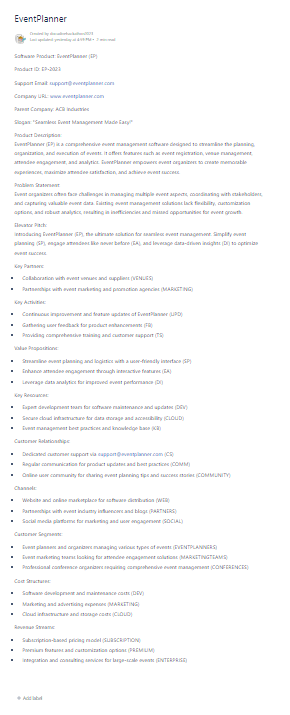 EventPlanner
Created by
Last updated: yesterday at 4:59 PM • 2 min read
Software Product: EventPlanner (EP)
Product ID: EP-2023
Support Email: support@eventplanner.com
Company URL: www.eventplanner.com
Parent Company: ACB Industries
Slogan: "Seamless Event Management Made Easy!"
Product Description:
EventPlanner (EP) is a comprehensive event management software designed to streamline the planning,
organization, and execution of events. It offers features such as event registration, venue management,
attendee engagement, and analytics. EventPlanner empowers event organizers to create memorable
experiences, maximize attendee satisfaction, and achieve event success.
Problem Statement:
Event organizers often face challenges in managing multiple aspects, coordinating with stakeholders,
and capturing valuable event data. Existing event management solutions lack flexibility, customization
options, and robust analytics, resulting in inefficiencies and missed opportunities for event growth.
Elevator Pitch:
Introducing EventPlanner (EP), the ultimate solution for seamless event management. Simplify event
planning (SP), engage attendees like never before (EA), and leverage data-driven insights (DI) to optimize
event success.
Key Partners:
• Collaboration with event venues and suppliers (VENUES)
• Partnerships with event marketing and promotion agencies (MARKETING)
Key Activities:
• Continuous improvement and feature updates of EventPlanner (UPD)
• Gathering user feedback for product enhancements (FB)
• Providing comprehensive training and customer support (TS)
Value Propositions:
• Streamline event planning and logistics with a user-friendly interface (SP)
• Enhance attendee engagement through interactive features (EA)
• Leverage data analytics for improved event performance (DI)
Key Resources:
• Expert development team for software maintenance and updates (DEV)
• Secure cloud infrastructure for data storage and accessibility (CLOUD)
• Event management best practices and knowledge base (KB)
Customer Relationships:
• Dedicated customer support via support@eventplanner.com (CS)
• Regular communication for product updates and best practices (COMM)
• Online user community for sharing event planning tips and success stories (COMMUNITY)
Channels:
• Website and online marketplace for software distribution (WEB)
• Partnerships with event industry influencers and blogs (PARTNERS)
• Social media platforms for marketing and user engagement (SOCIAL)
Customer Segments:
• Event planners and organizers managing various types of events (EVENTPLANNERS)
• Event marketing teams looking for attendee engagement solutions (MARKETINGTEAMS)
• Professional conference organizers requiring comprehensive event management (CONFERENCES)
Cost Structures:
• Software development and maintenance costs (DEV)
• Marketing and advertising expenses (MARKETING)
• Cloud infrastructure and storage costs (CLOUD)
Revenue Streams:
• Subscription-based pricing model (SUBSCRIPTION)
• Premium features and customization options (PREMIUM)
• Integration and consulting services for large-scale events (ENTERPRISE)
Add label